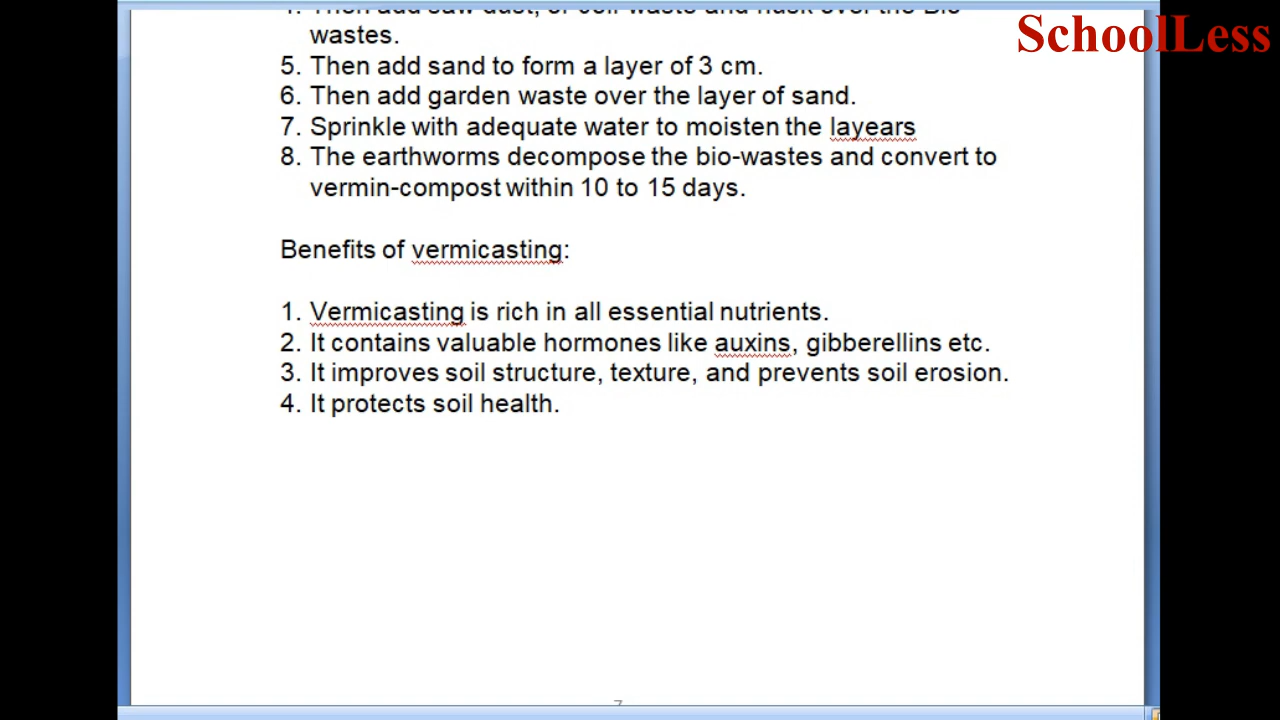 SchoolLess
4. Then add saw dust, or coir waste and husk over the Bio-
wastes.
5. Then add sand to form a layer of 3 cm.
6. Then add garden waste over the layer of sand.
7. Sprinkle with adequate water to moisten the layears
8. The earthworms decompose the bio-wastes and convert to
vermin-compost within 10 to 15 days.
Benefits of vermicasting:
1. Vermicasting is rich in all essential nutrients.
2. It contains valuable hormones like auxins, gibberellins etc.
3. It improves soil structure, texture, and prevents soil erosion.
4. It protects soil health.